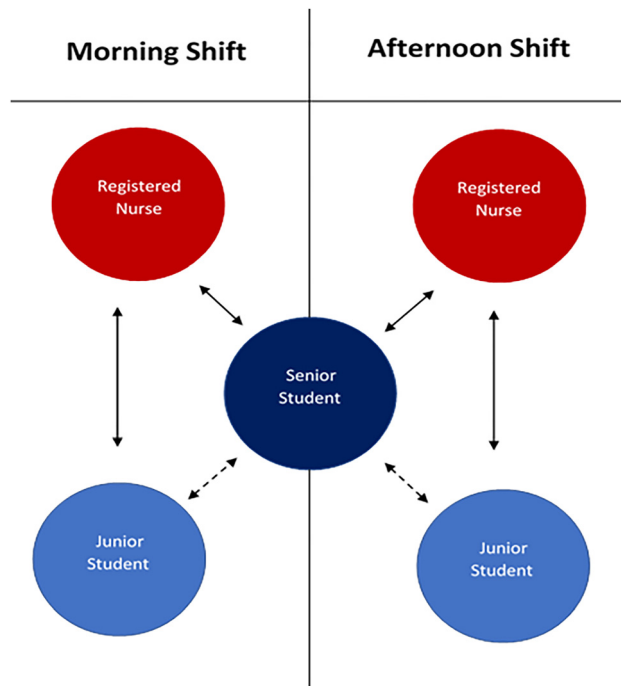 Morning Shift
Afternoon Shift
Registered
Nurse
Registered
Nurse
Senior
Student
Junior
Student
Junior
Student